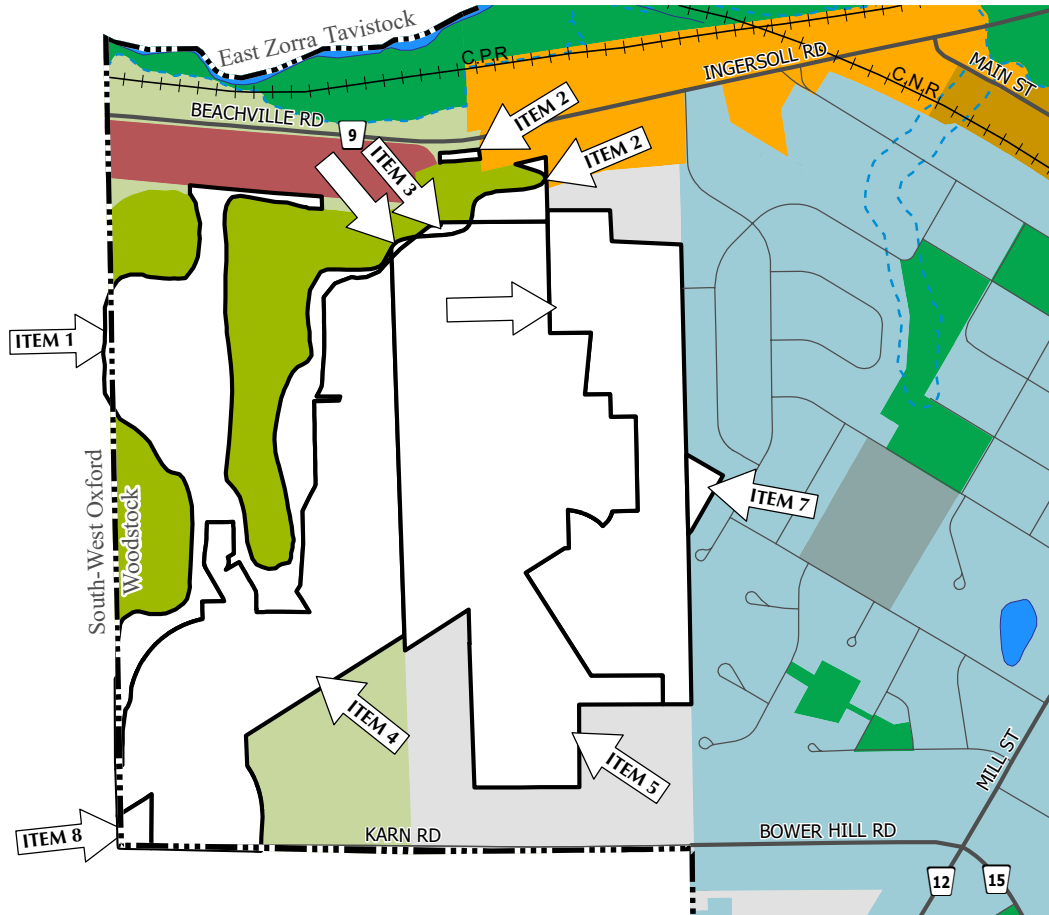 East Zorra Tavistock
C.P.R
INGERSOLL RD
MAIN ST
C.N.R
BEACHVILLE RD
9
ITEM 2
ITEM 3
ITEM 2
ITEM 1
South-West Oxford
Woodstock
ITEM 7
ITEM 4
ITEM 5
MILL ST
ITEM 8
KARN RD
BOWER HILL RD
12
15